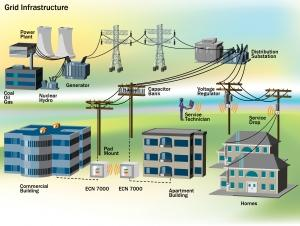 Grid Infrastructure
Power
Plant
Coal
Oil
Gas
Nuclear
Hydro
Generator
Capacitor
Bank
Voltage
Regulator
Distribution
Substation
Service
Technician
Service
Drop
Pad
Mount
Commercial
Building
ECN 7000
ECN 7000
Apartment
Building
Homes